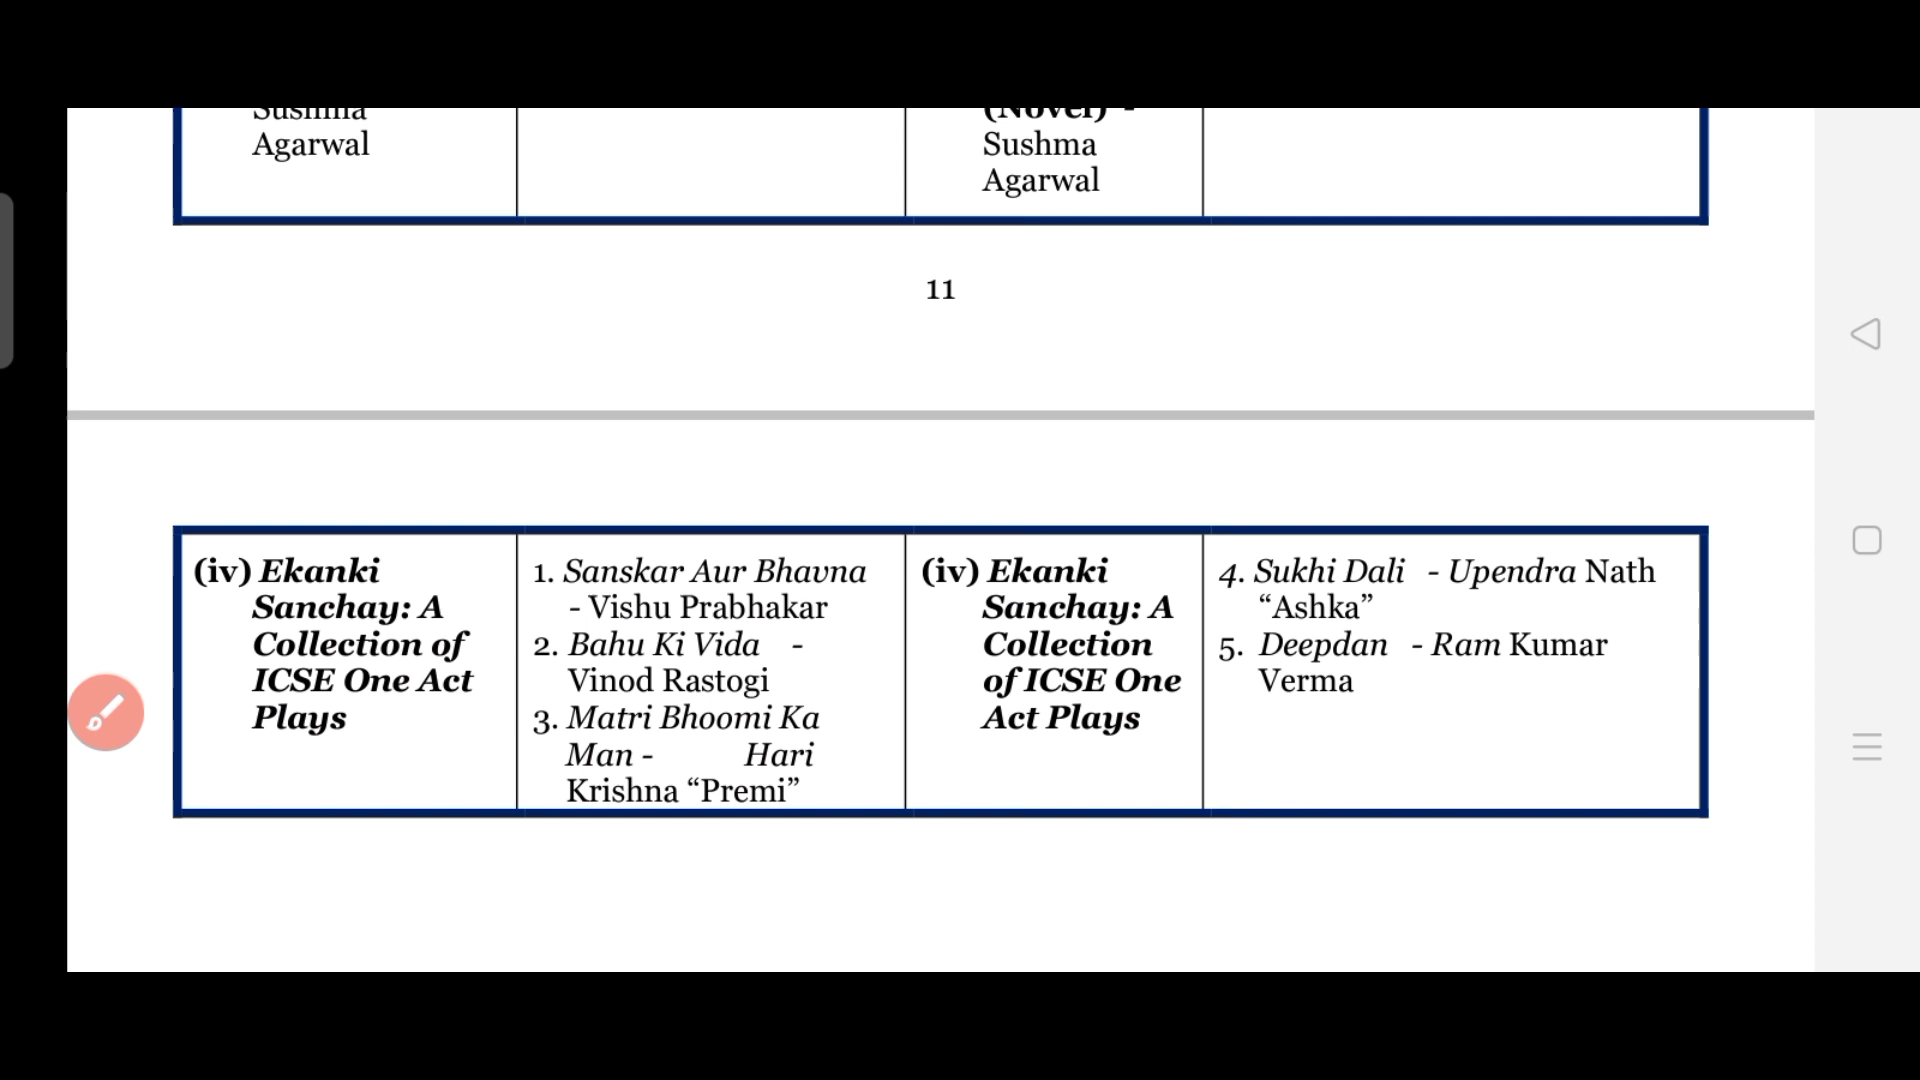 Sushma
Agarwal
(Novel) -
Sushma
Agarwal
11
(iv) Ekanki
Sanchay: A
Collection of
ICSE One Act
Plays
1. Sanskar Aur Bhavna
- Vishu Prabhakar
2. Bahu Ki Vida -
Vinod Rastogi
3. Matri Bhoomi Ka
Man - Hari
Krishna “Premi”
(iv) Ekanki
Sanchay: A
Collection
of ICSE One
Act Plays
4. Sukhi Dali - Upendra Nath
“Ashka”
5. Deepdan - Ram Kumar
Verma